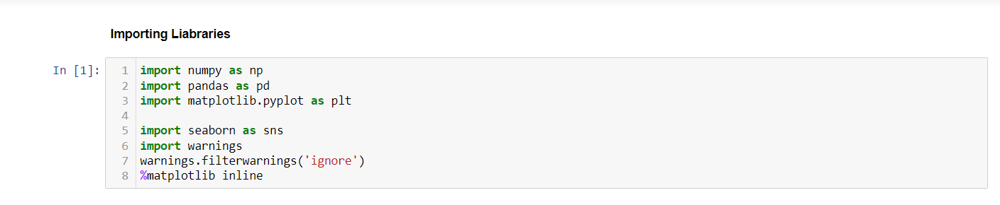 Importing Liabraries
In [1]:
1 import numpy as np
2 import pandas as pd
3 import matplotlib.pyplot as plt
4
5 import seaborn as sns
6 import warnings
7 warnings.filterwarnings('ignore')
8 %matplotlib inline